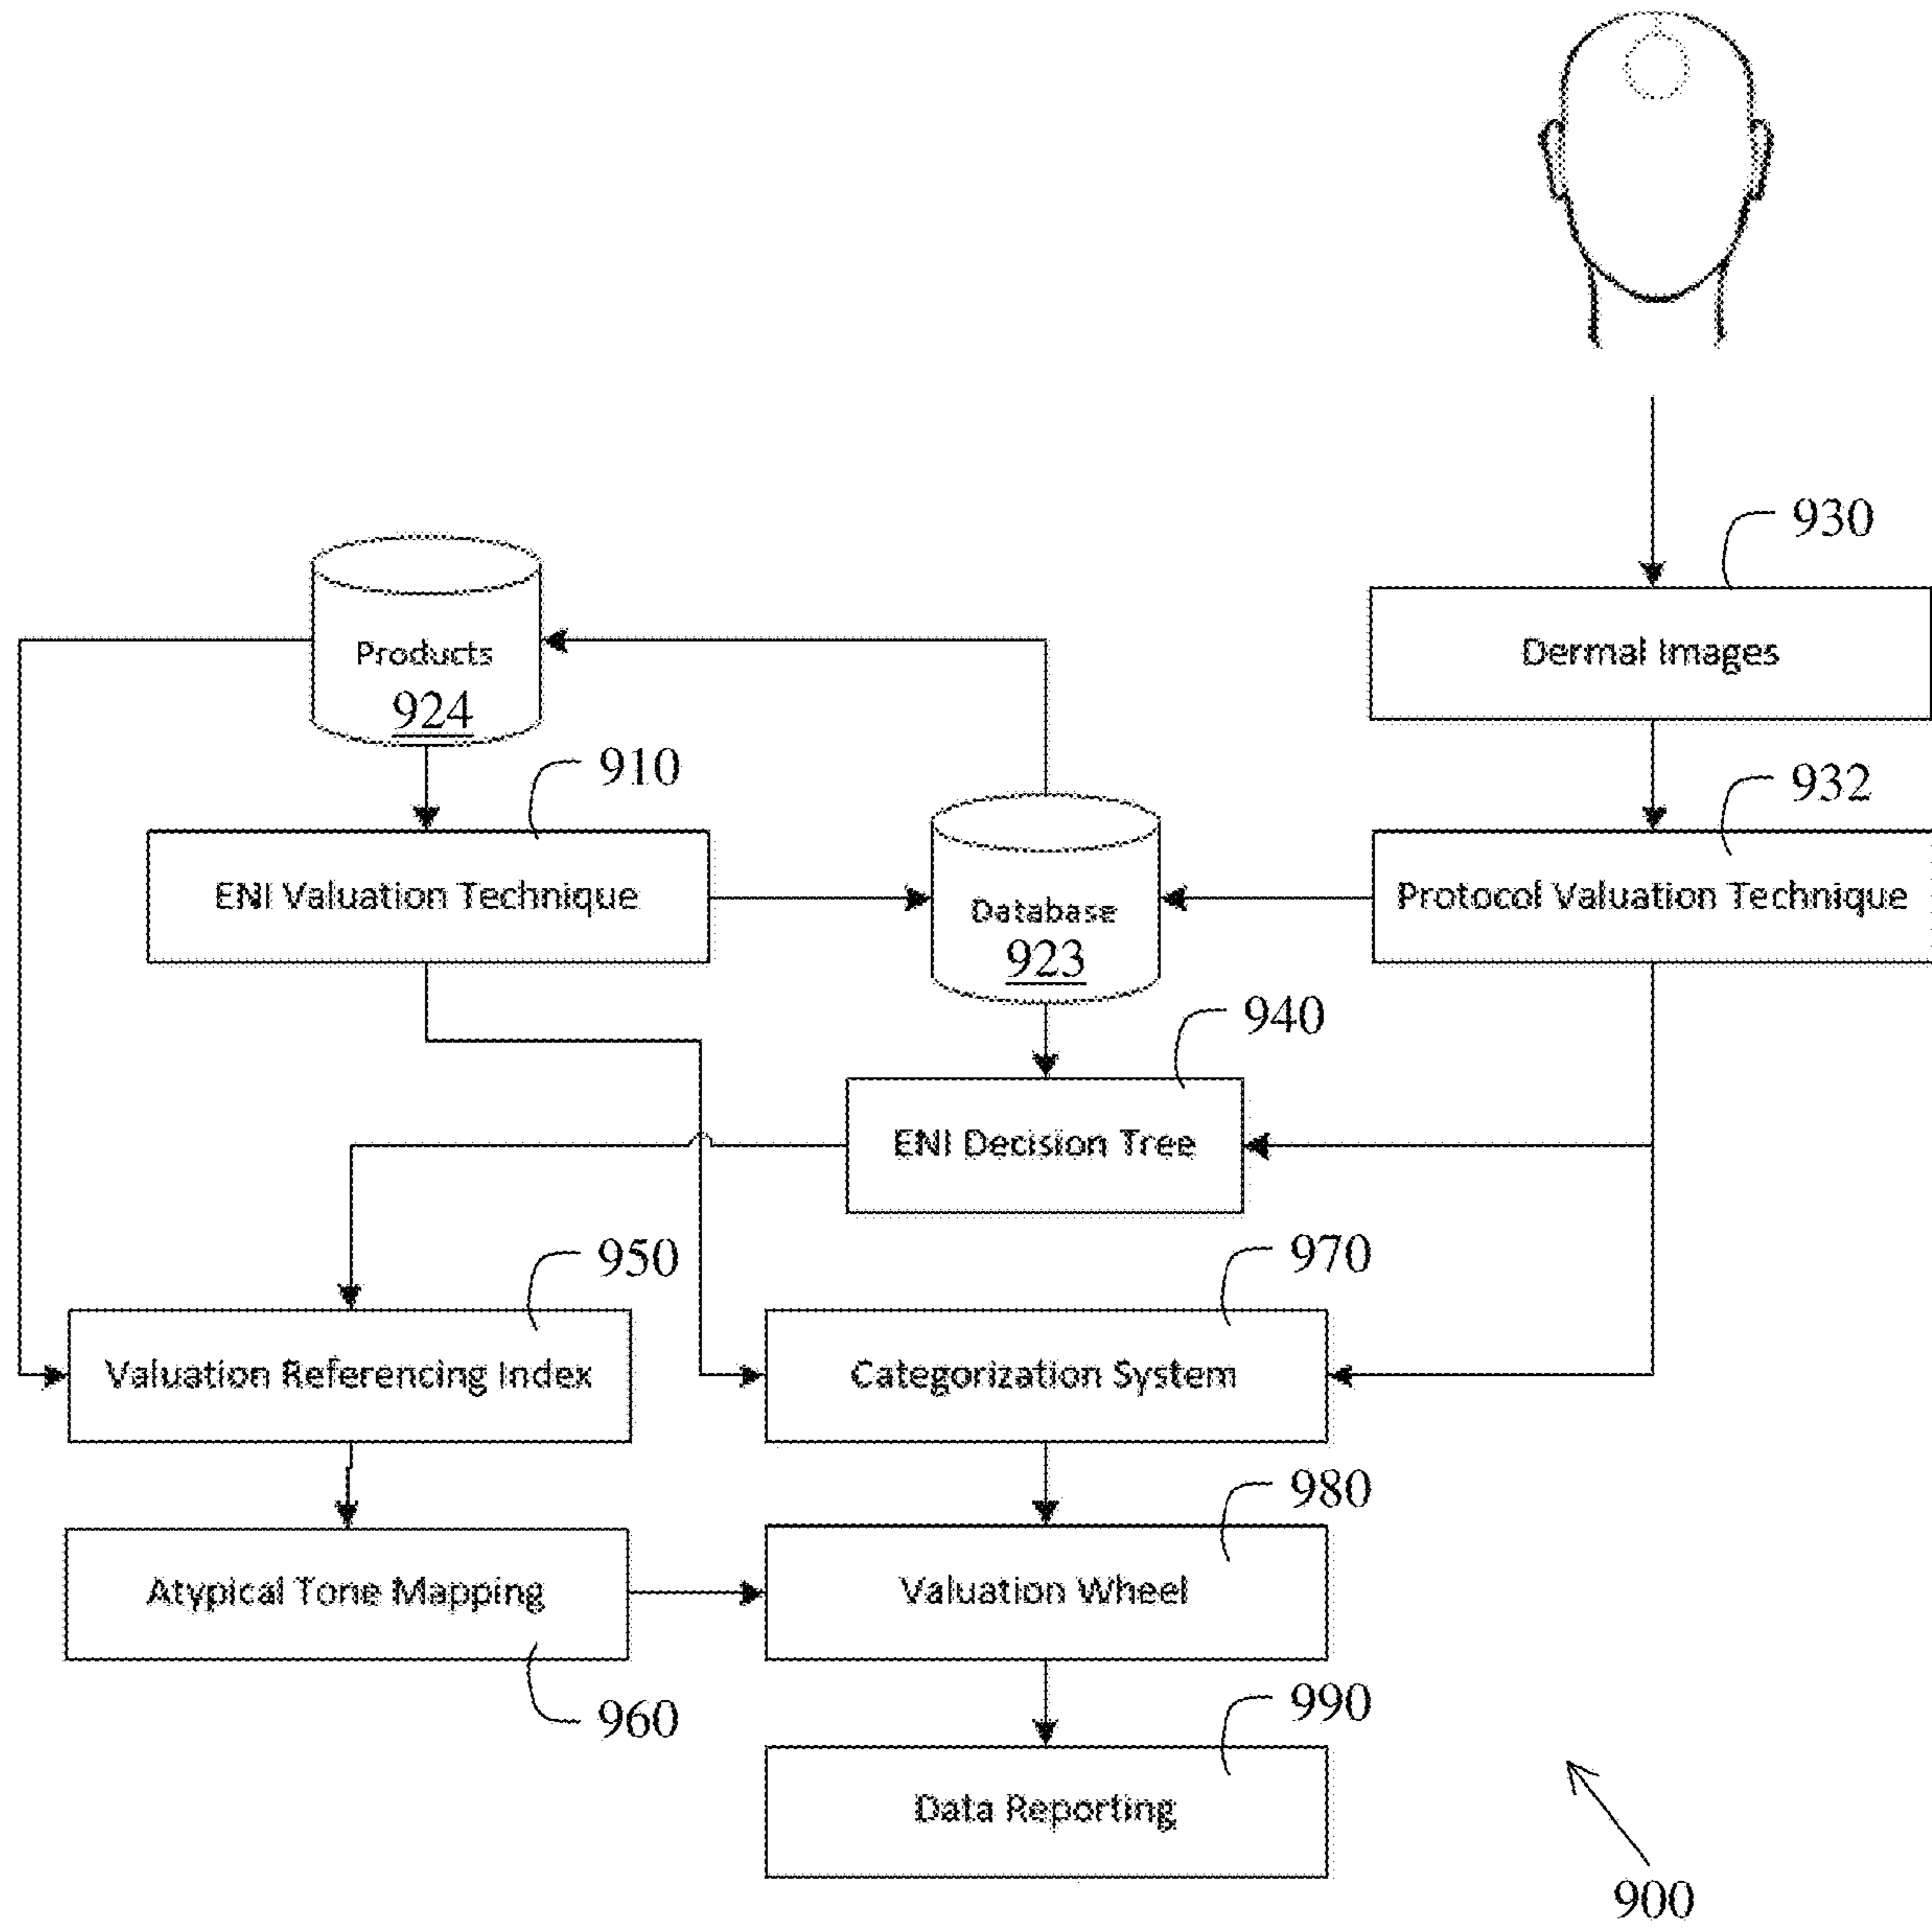 930
Dermal Images
Products
924
910
932
ENI Valuation Technique
Database
923
Protocol Valuation Technique
940
ENI Decision Tree
950
970
Valuation Referencing Index
Categorization System
980
Atypical Tone Mapping
Valuation Wheel
960
990
Data Reporting
900